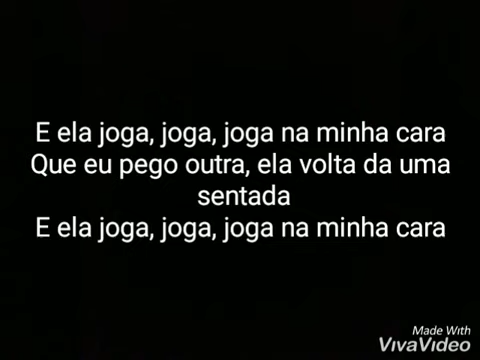 E ela joga, joga, joga na minha cara
Que eu pego outra, ela volta da uma
sentada
E ela joga, joga, joga na minha cara
Made With
VivaVideo